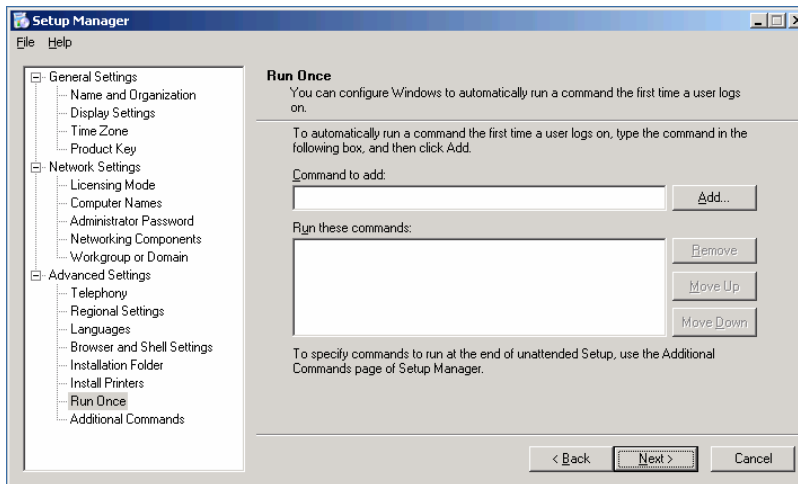 Setup Manager
File Help
General Settings
Name and Organization
Display Settings
Time Zone
Product Key
Network Settings
Licensing Mode
Computer Names
Administrator Password
Networking Components
Workgroup or Domain
Advanced Settings
Telephony
Regional Settings
Languages
Browser and Shell Settings
Installation Folder
Install Printers
Run Once
Additional Commands
Run Once
You can configure Windows to automatically run a command the first time a user logs
on.
To automatically run a command the first time a user logs on, type the command in the
following box, and then click Add.
Command to add:
Add...
Run these commands:
Remove
Move Up
Move Down
To specify commands to run at the end of unattended Setup, use the Additional
Commands page of Setup Manager.
< Back Next > Cancel